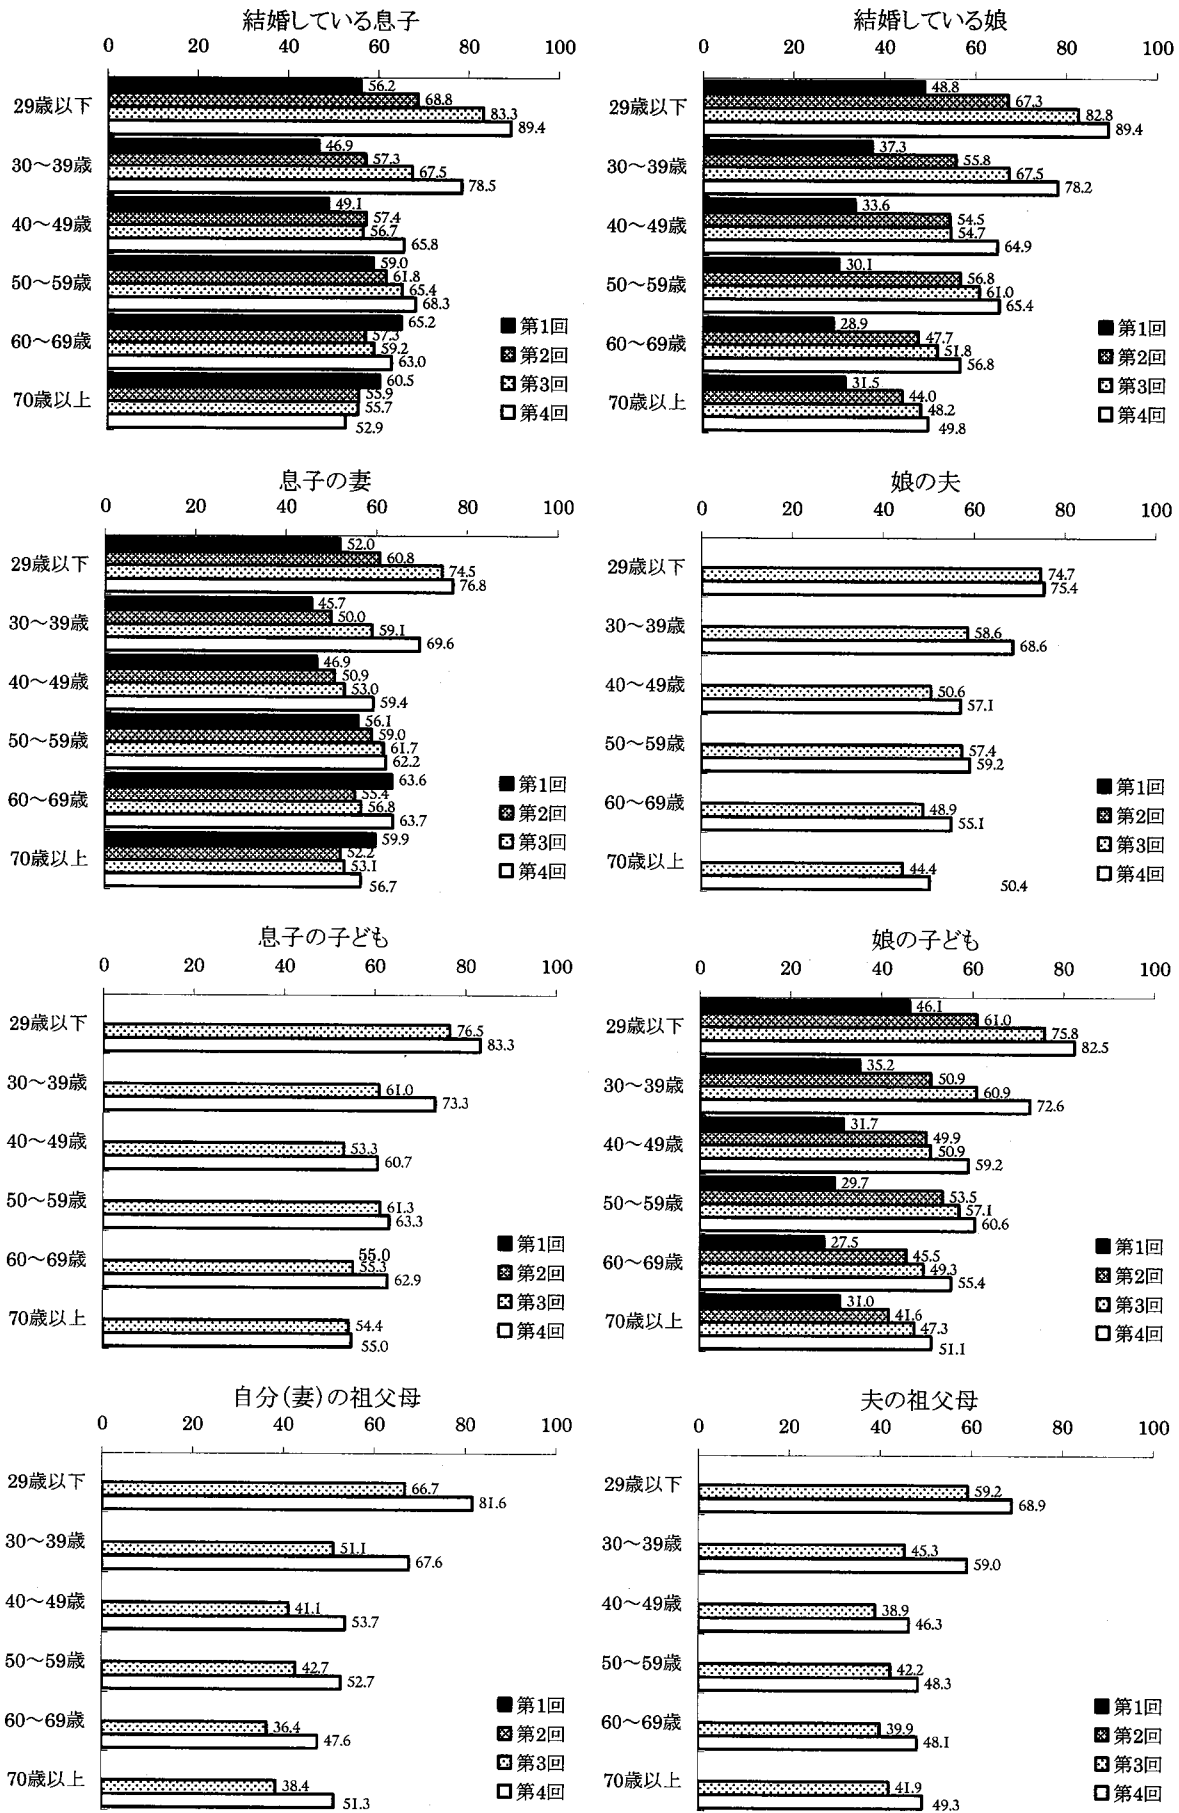 結婚している息子
0 20 40 60 80 100
29歳以下
56.2
68.8
83.3
89.4
30～39歳
46.9
57.3
67.5
78.5
40～49歳
49.1
57.4
56.7
65.8
50～59歳
59.0
61.8
65.4
68.3
60～69歳
65.2
57.3
59.2
63.0
70歳以上
60.5
55.9
55.7
52.9
第1回
第2回
第3回
第4回
結婚している娘
0 20 40 60 80 100
29歳以下
48.8
67.3
82.8
89.4
30～39歳
37.3
55.8
67.5
78.2
40～49歳
33.6
54.5
54.7
64.9
50～59歳
30.1
56.8
61.0
65.4
60～69歳
28.9
47.7
51.8
56.8
70歳以上
31.5
44.0
48.2
49.8
第1回
第2回
第3回
第4回
息子の妻
0 20 40 60 80 100
29歳以下
52.0
60.8
74.5
76.8
30～39歳
45.7
50.0
59.1
69.6
40～49歳
46.9
50.9
53.0
59.4
50～59歳
56.1
59.0
61.7
62.2
60～69歳
63.6
55.4
56.8
63.7
70歳以上
59.9
52.2
53.1
56.7
第1回
第2回
第3回
第4回
娘の夫
0 20 40 60 80 100
29歳以下
74.7
75.4
30～39歳
58.6
68.6
40～49歳
50.6
57.1
50～59歳
57.4
59.2
60～69歳
48.9
55.1
70歳以上
44.4
50.4
第1回
第2回
第3回
第4回
息子の子ども
0 20 40 60 80 100
29歳以下
76.5
83.3
30～39歳
61.0
73.3
40～49歳
53.3
60.7
50～59歳
61.3
63.3
60～69歳
55.0
55.3
62.9
70歳以上
54.4
55.0
第1回
第2回
第3回
第4回
娘の子ども
0 20 40 60 80 100
29歳以下
46.1
61.0
75.8
82.5
30～39歳
35.2
50.9
60.9
72.6
40～49歳
31.7
49.9
50.9
59.2
50～59歳
29.7
53.5
57.1
60.6
60～69歳
27.5
45.5
49.3
55.4
70歳以上
31.0
41.6
47.3
51.1
第1回
第2回
第3回
第4回
自分(妻)の祖父母
0 20 40 60 80 100
29歳以下
66.7
81.6
30～39歳
51.1
67.6
40～49歳
41.1
53.7
50～59歳
42.7
52.7
60～69歳
36.4
47.6
70歳以上
38.4
51.3
第1回
第2回
第3回
第4回
夫の祖父母
0 20 40 60 80 100
29歳以下
59.2
68.9
30～39歳
45.3
59.0
40～49歳
38.9
46.3
50～59歳
42.2
48.3
60～69歳
39.9
48.1
70歳以上
41.9
49.3
第1回
第2回
第3回
第4回